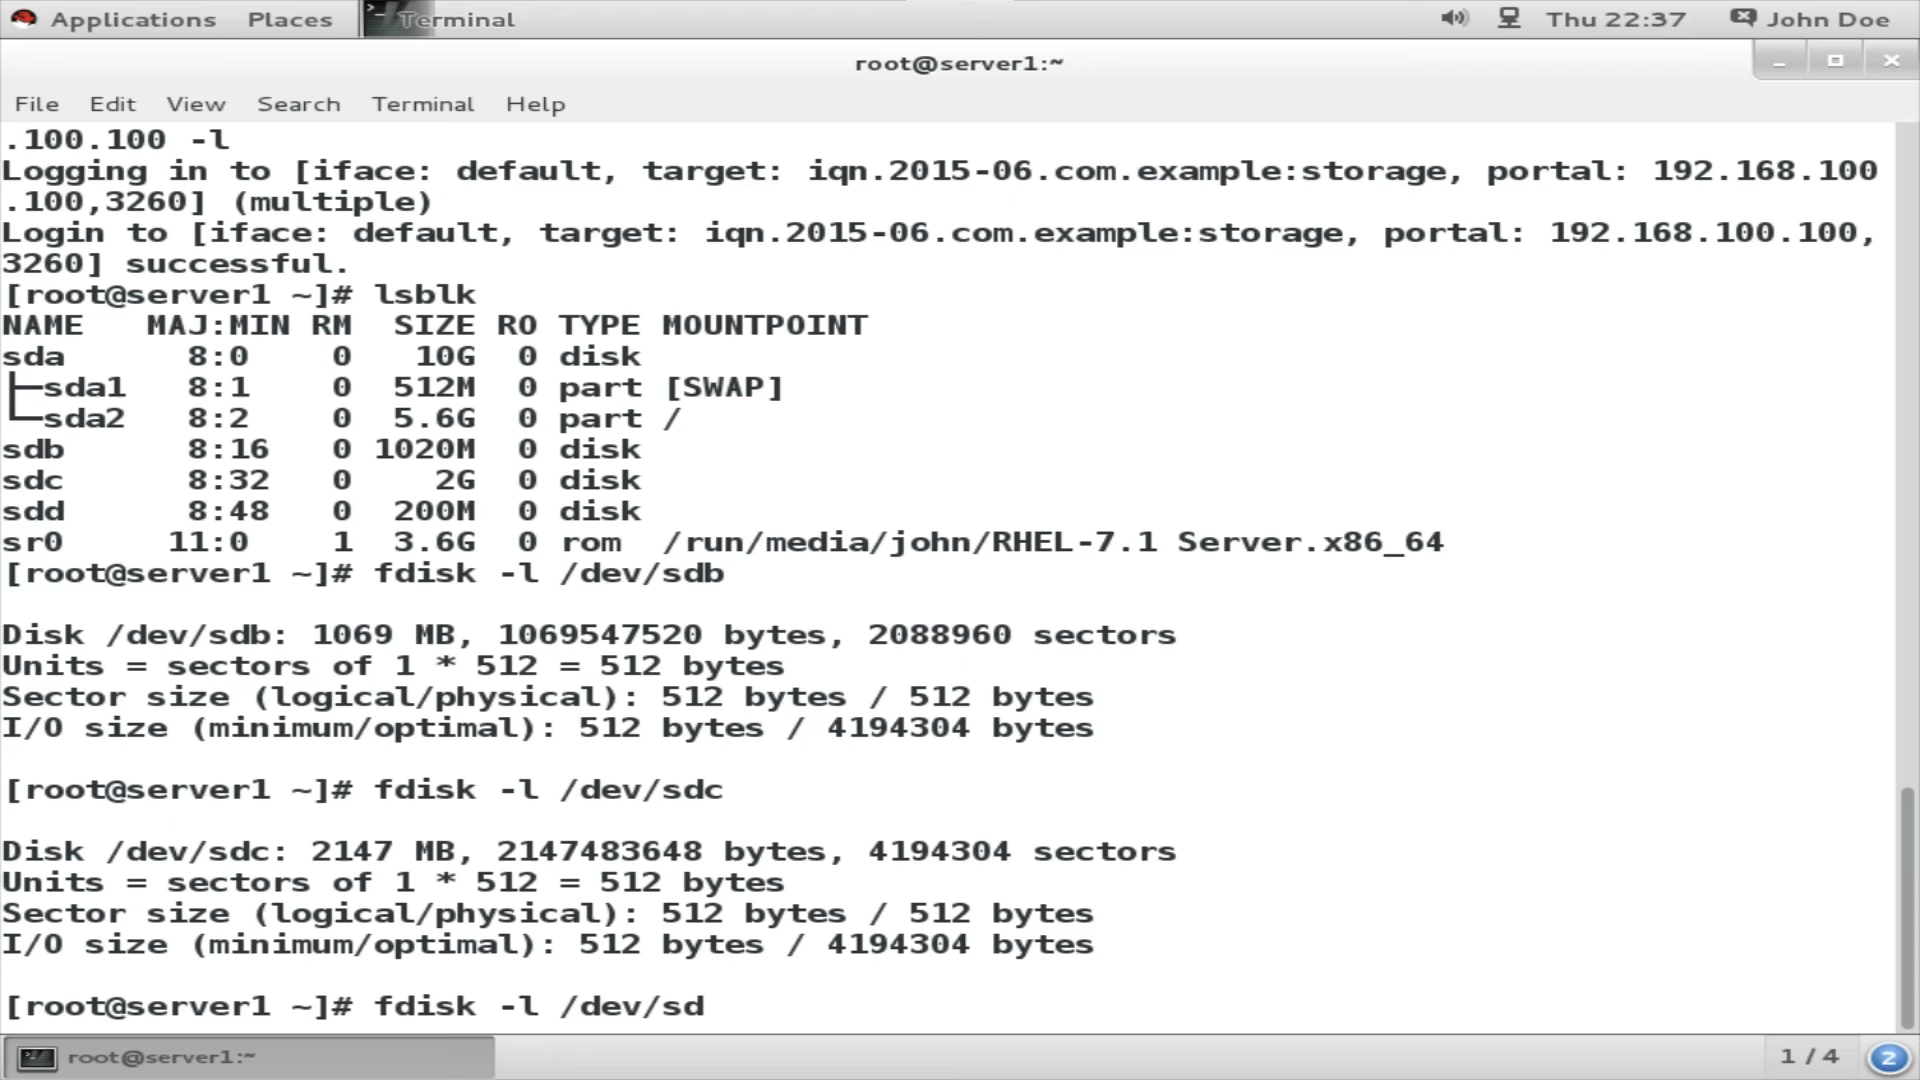 Applications Places Terminal Thu 22:37 John Doe
root@server1:~
File Edit View Search Terminal Help
.100.100 -l
Logging in to [iface: default, target: iqn.2015-06.com.example:storage, portal: 192.168.100
.100,3260] (multiple)
Login to [iface: default, target: iqn.2015-06.com.example:storage, portal: 192.168.100.100,
3260] successful.
[root@server1 ~]# lsblk
NAME   MAJ:MIN RM  SIZE RO TYPE MOUNTPOINT
sda      8:0    0   10G  0 disk
├─sda1   8:1    0  512M  0 part [SWAP]
└─sda2   8:2    0  5.6G  0 part /
sdb      8:16   0 1020M  0 disk
sdc      8:32   0    2G  0 disk
sdd      8:48   0  200M  0 disk
sr0     11:0    1  3.6G  0 rom  /run/media/john/RHEL-7.1 Server.x86_64
[root@server1 ~]# fdisk -l /dev/sdb
Disk /dev/sdb: 1069 MB, 1069547520 bytes, 2088960 sectors
Units = sectors of 1 * 512 = 512 bytes
Sector size (logical/physical): 512 bytes / 512 bytes
I/O size (minimum/optimal): 512 bytes / 4194304 bytes
[root@server1 ~]# fdisk -l /dev/sdc
Disk /dev/sdc: 2147 MB, 2147483648 bytes, 4194304 sectors
Units = sectors of 1 * 512 = 512 bytes
Sector size (logical/physical): 512 bytes / 512 bytes
I/O size (minimum/optimal): 512 bytes / 4194304 bytes
[root@server1 ~]# fdisk -l /dev/sd
root@server1:~ 1 / 4 2